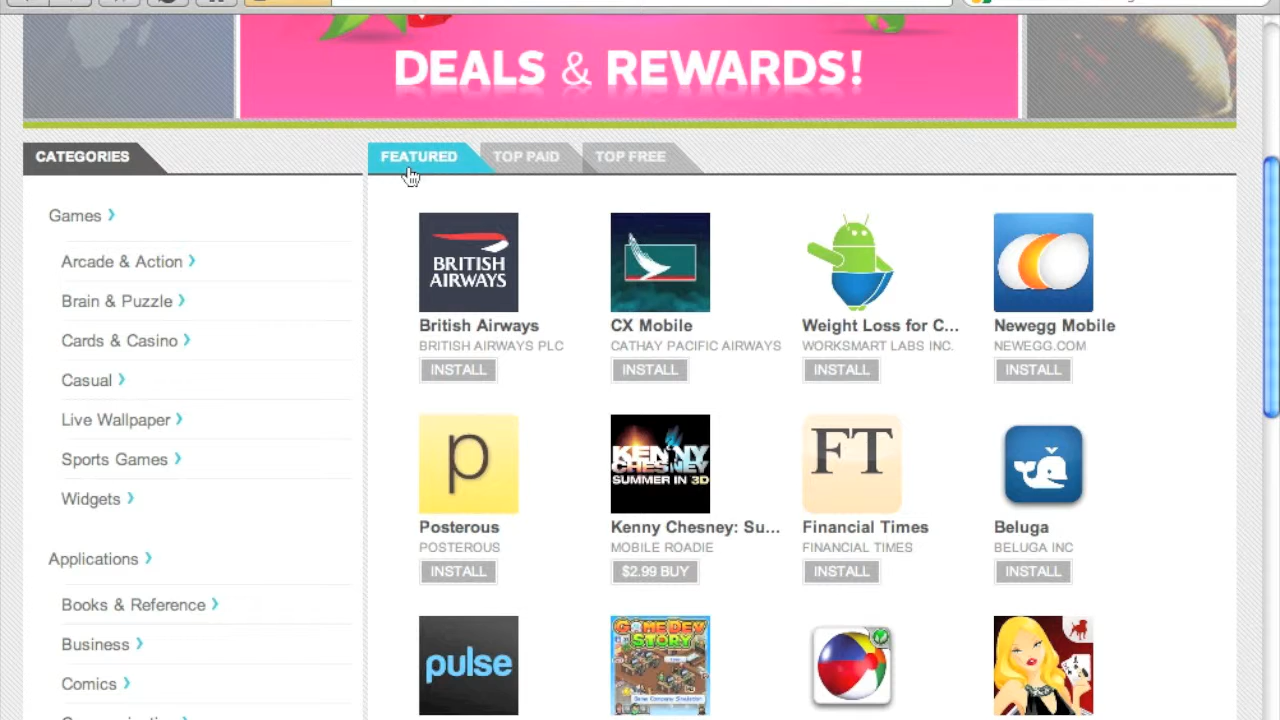 DEALS & REWARDS!
CATEGORIES
FEATURED
TOP PAID
TOP FREE
Games
Arcade & Action
Brain & Puzzle
Cards & Casino
Casual
Live Wallpaper
Sports Games
Widgets
Applications
Books & Reference
Business
Comics
BRITISH AIRWAYS
British Airways
BRITISH AIRWAYS PLC
INSTALL
CX Mobile
CATHAY PACIFIC AIRWAYS
INSTALL
Weight Loss for C...
WORKSMART LABS INC.
INSTALL
Newegg Mobile
NEWEGG.COM
INSTALL
p
Posterous
POSTEROUS
INSTALL
KENNY
CHESNEY
SUMMER IN 3D
Kenny Chesney: Su...
MOBILE ROADIE
$2.99 BUY
FT
Financial Times
FINANCIAL TIMES
INSTALL
Beluga
BELUGA INC
INSTALL
pulse
GAME DEV
STORY